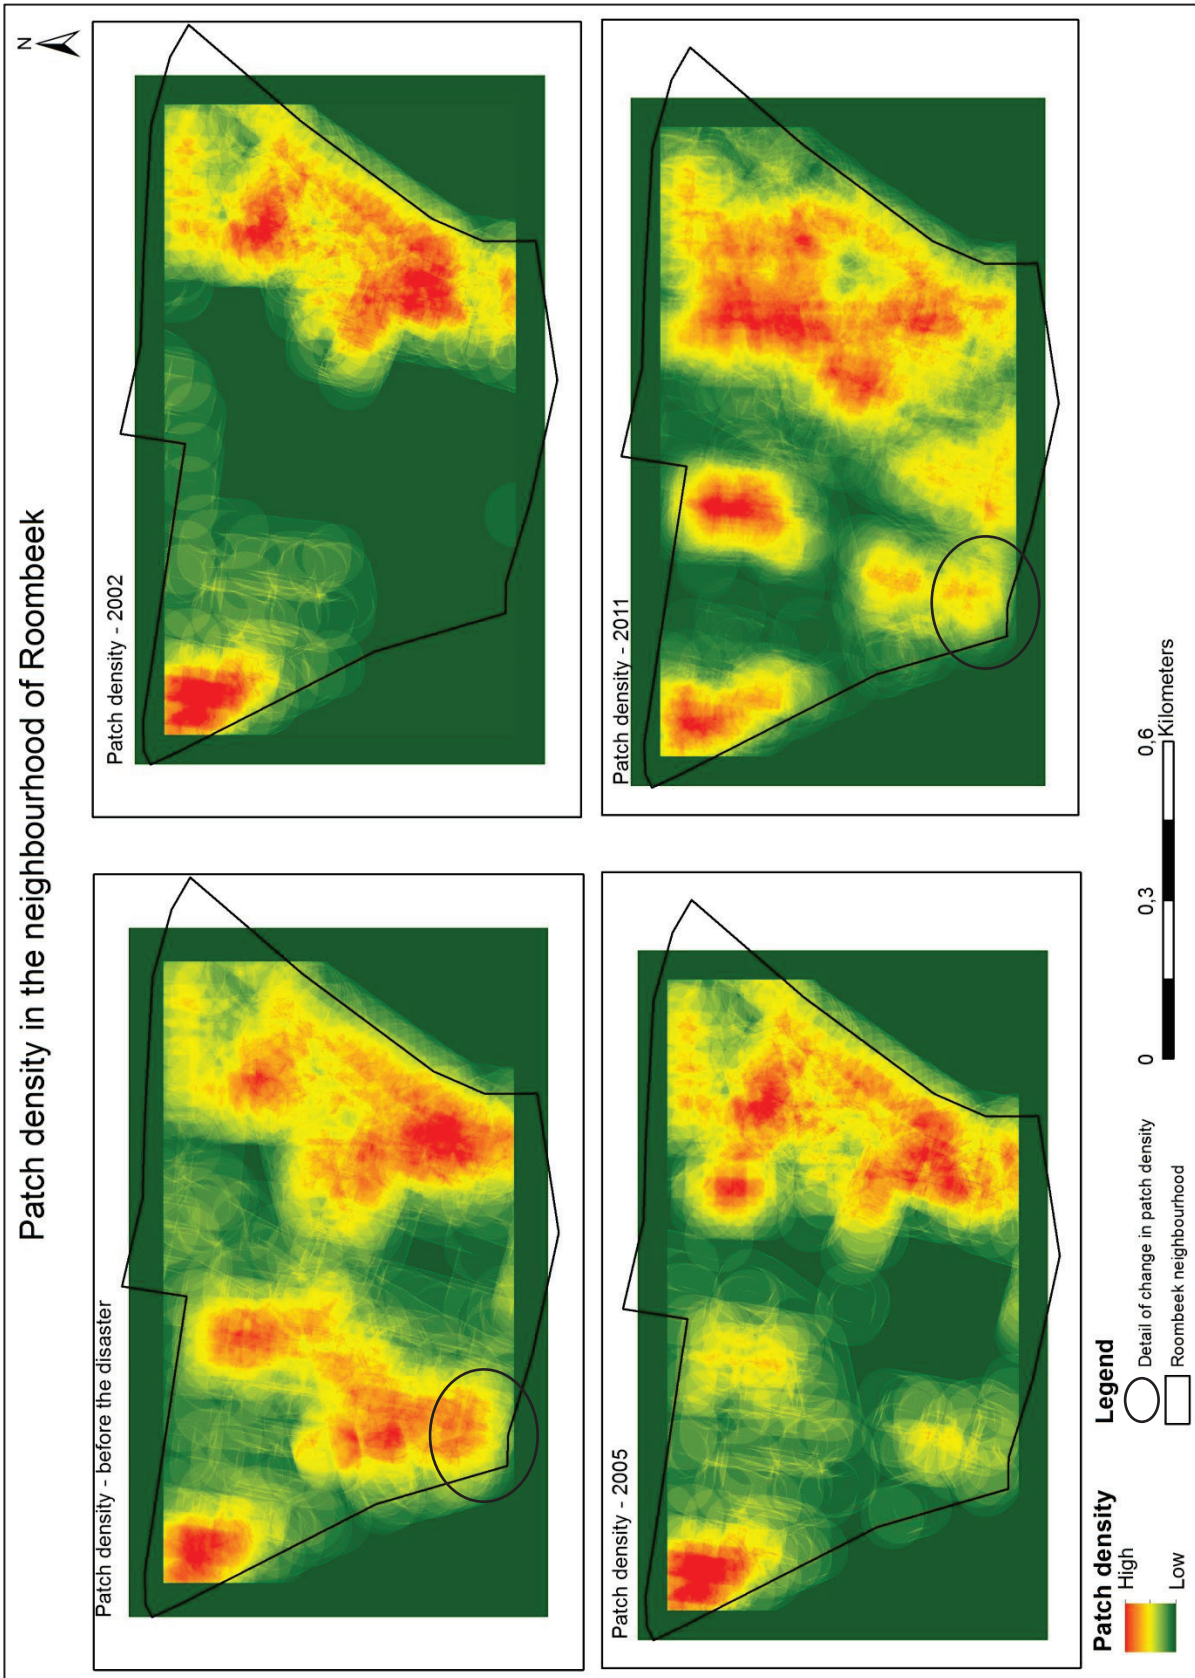 Patch density in the neighbourhood of Roombeek
N
Patch density - before the disaster
Patch density - 2002
Patch density - 2005
Patch density - 2011
Patch density
High
Low
Legend
Detail of change in patch density
Roombeek neighbourhood
0 0,3 0,6
Kilometers